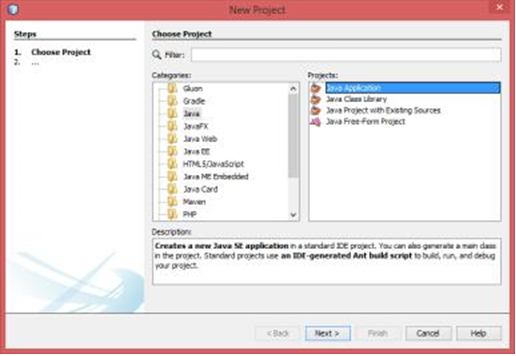 New Project
Steps
1. Choose Project
2. ...
Choose Project
Filter:
Categories:
Gluon
Gradle
Java
JavaFX
Java Web
Java EE
HTML5/JavaScript
Java ME Embedded
Java Card
Maven
PHP
Projects:
Java Application
Java Class Library
Java Project with Existing Sources
Java Free-Form Project
Description:
Creates a new Java SE application in a standard IDE project. You can also generate a main class
in the project. Standard projects use an IDE-generated Ant build script to build, run, and debug
your project.
< Back
Next >
Finish
Cancel
Help